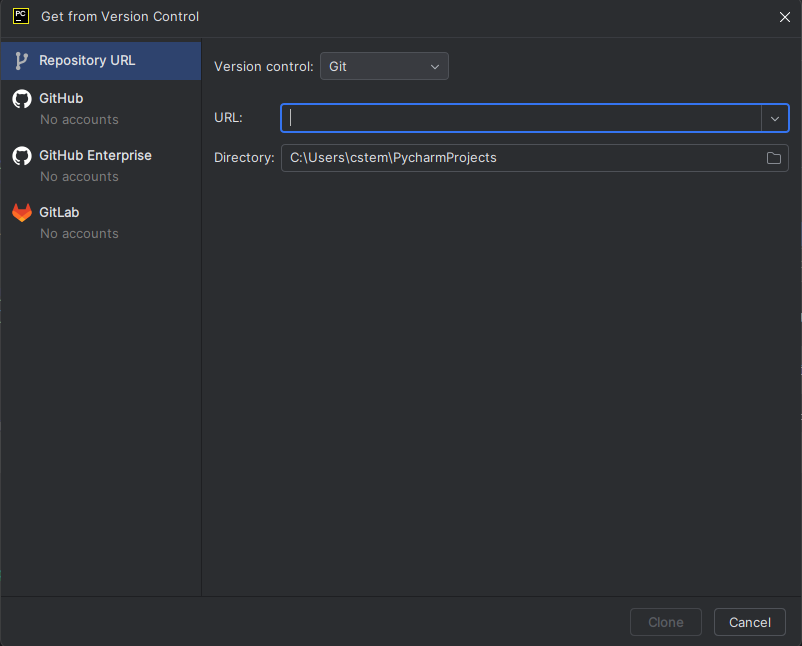 PC
Get from Version Control
Repository URL
GitHub
No accounts
GitHub Enterprise
No accounts
GitLab
No accounts
Version control: Git
URL:
Directory: C:\Users\cstem\PycharmProjects
Clone Cancel